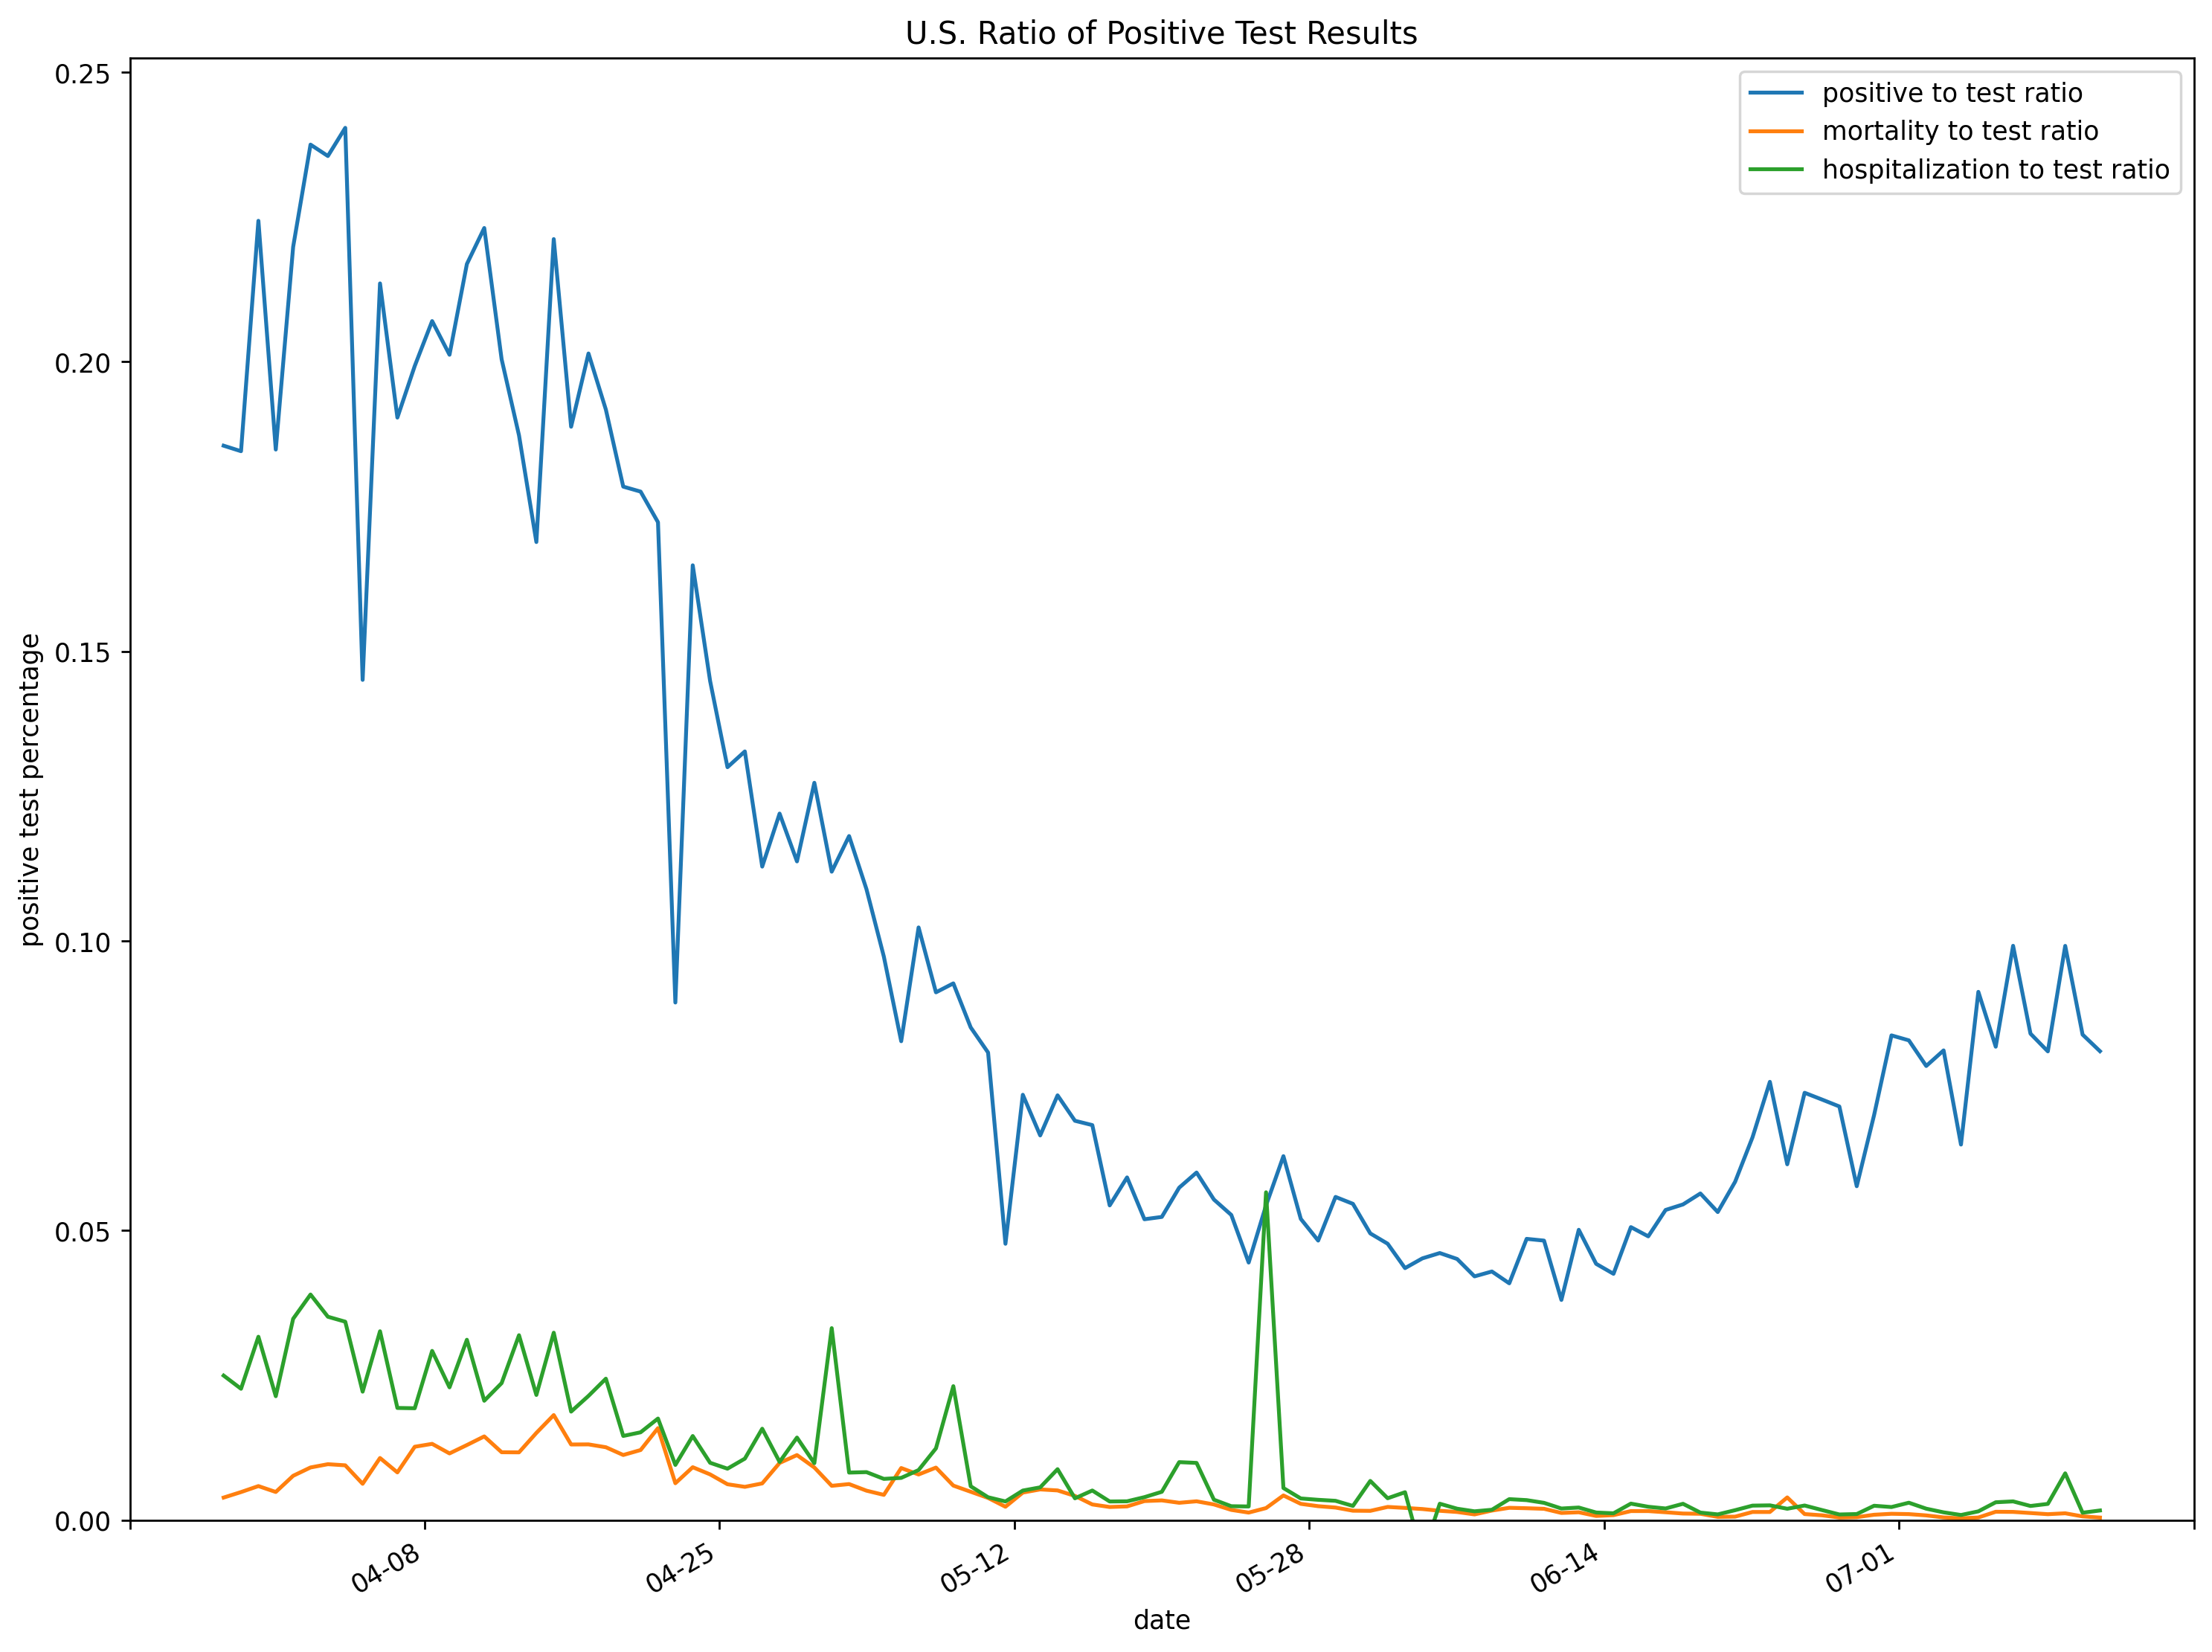 U.S. Ratio of Positive Test Results
positive to test ratio
mortality to test ratio
hospitalization to test ratio
positive test percentage
0.25
0.20
0.15
0.10
0.05
0.00
04-08
04-25
05-12
05-28
06-14
07-01
date